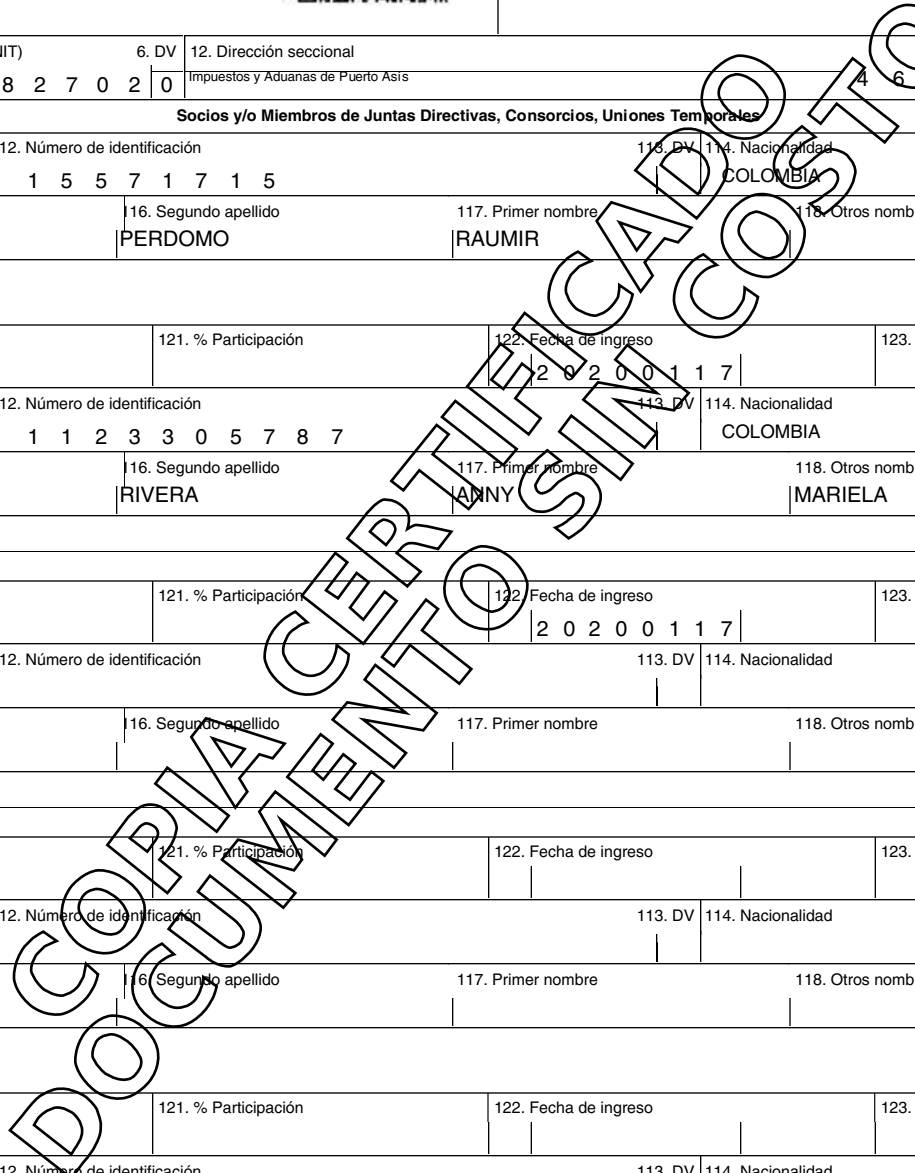 NIT) 6. DV 12. Dirección seccional
8 2 7 0 2 0 Impuestos y Aduanas de Puerto Asís 4 6
Socios y/o Miembros de Juntas Directivas, Consorcios, Uniones Temporales
12. Número de identificación 113. DV 114. Nacionalidad
1 5 5 7 1 7 1 5 COLOMBIA
116. Segundo apellido 117. Primer nombre 118. Otros nomb
PERDOMO RAUMIR
121. % Participación 122. Fecha de ingreso 123.
2 0 2 0 0 1 1 7
12. Número de identificación 113. DV 114. Nacionalidad
1 1 2 3 3 0 5 7 8 7 COLOMBIA
116. Segundo apellido 117. Primer nombre 118. Otros nomb
RIVERA ANNY MARIELA
121. % Participación 122. Fecha de ingreso 123.
2 0 2 0 0 1 1 7
12. Número de identificación 113. DV 114. Nacionalidad
116. Segundo apellido 117. Primer nombre 118. Otros nomb
121. % Participación 122. Fecha de ingreso 123.
12. Número de identificación 113. DV 114. Nacionalidad
116. Segundo apellido 117. Primer nombre 118. Otros nomb
121. % Participación 122. Fecha de ingreso 123.
12. Número de identificación 113. DV 114. Nacionalidad
COPIA CERTIFICADO
DOCUMENTO SIN COSTO